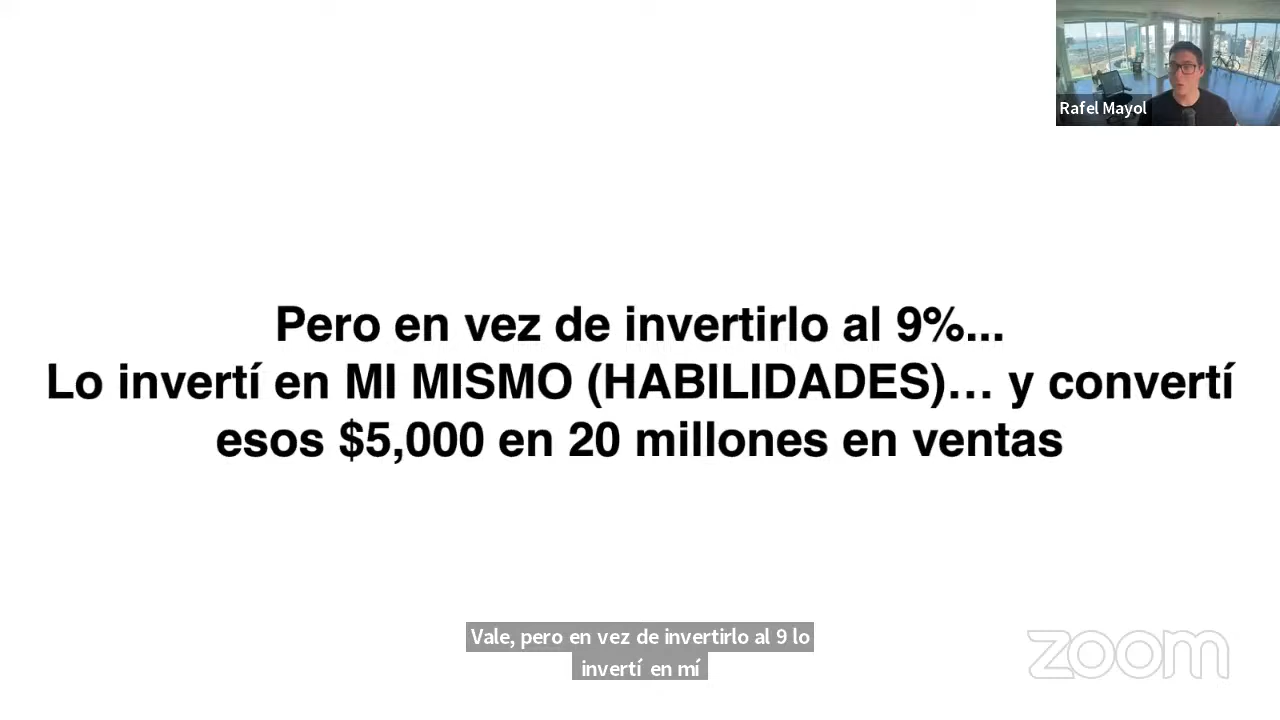 Rafel Mayol
Pero en vez de invertirlo al 9%...
Lo invertí en MI MISMO (HABILIDADES)... y convertí
esos $5,000 en 20 millones en ventas
Vale, pero en vez de invertirlo al 9 lo
invertí en mí
zoom